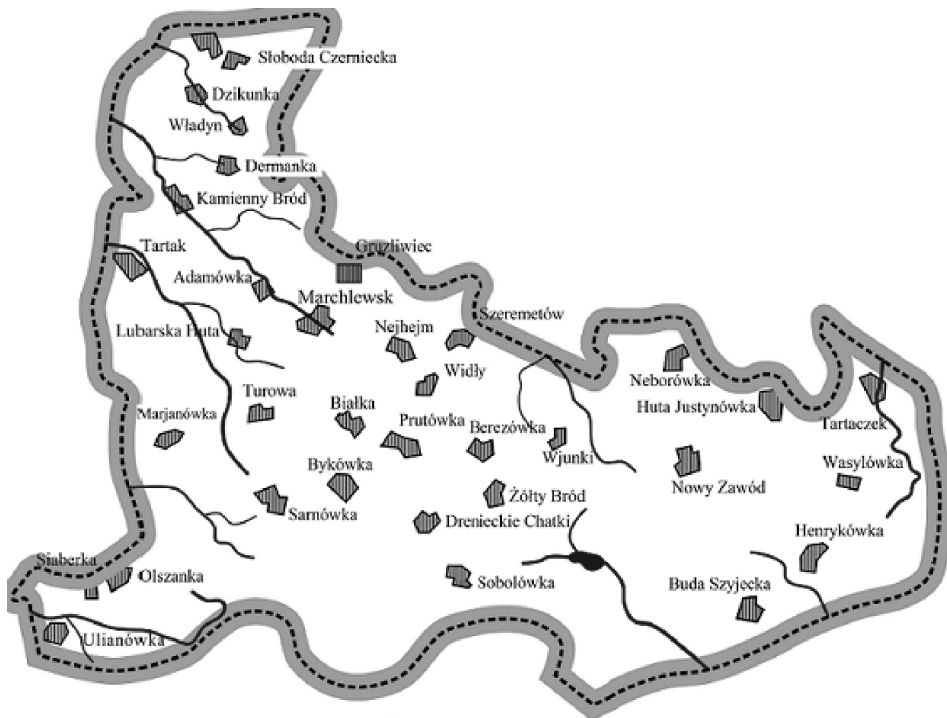 Słoboda Czerniecka
Dzikunka
Władyn
Dermanka
Kamienny Bród
Tartak
Gruzliwiec
Adamówka
Marchlewsk
Szeremetów
Lubarska Huta
Nejhejm
Widły
Neborówka
Turowa
Białka
Huta Justynówka
Marjanówka
Prutówka
Berezówka
Tartaczek
Wjunki
Bykówka
Wasylówka
Nowy Zawód
Żółty Bród
Sarnówka
Drenieckie Chatki
Henrykówka
Siaberka
Olszanka
Sobolówka
Buda Szyjecka
Ulianówka